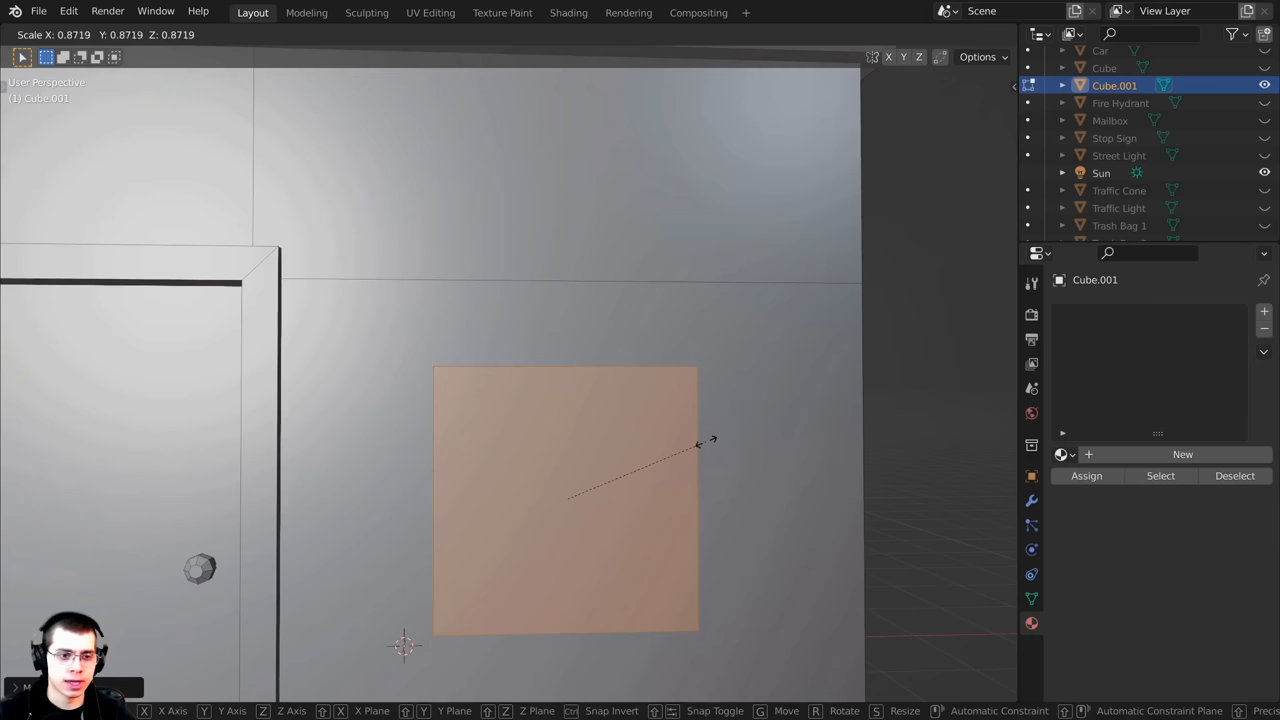 File Edit Render Window Help Layout Modeling Sculpting UV Editing Texture Paint Shading Rendering Compositing + Scene View Layer
Scale X: 0.8719 Y: 0.8719 Z: 0.8719
X Y Z Options
User Perspective
(1) Cube.001
Car
Cube
Cube.001
Fire Hydrant
Mailbox
Stop Sign
Street Light
Sun
Traffic Cone
Traffic Light
Trash Bag 1
Cube.001
New
Assign Select Deselect
X X Axis Y Y Axis Z Z Axis X X Plane Y Y Plane Z Z Plane Ctrl Snap Invert Snap Toggle G Move R Rotate S Resize Automatic Constraint Automatic Constraint Plane